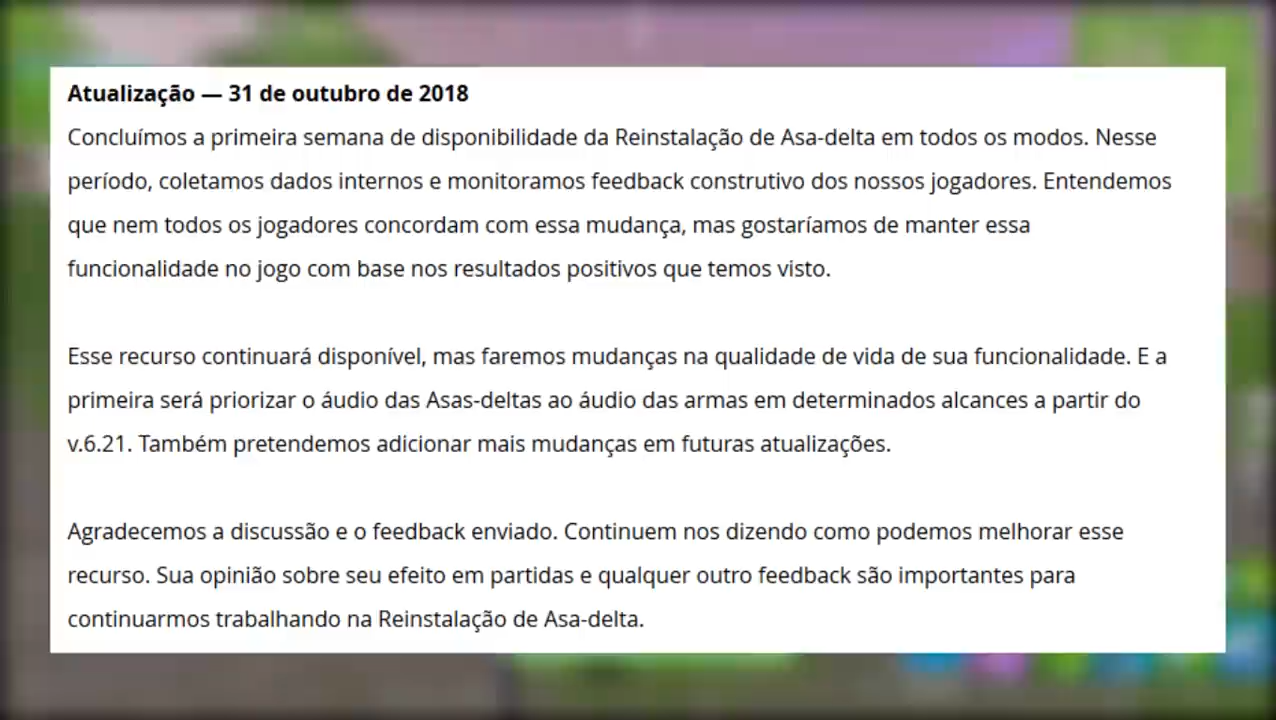 Atualização — 31 de outubro de 2018
Concluímos a primeira semana de disponibilidade da Reinstalação de Asa-delta em todos os modos. Nesse
período, coletamos dados internos e monitoramos feedback construtivo dos nossos jogadores. Entendemos
que nem todos os jogadores concordam com essa mudança, mas gostaríamos de manter essa
funcionalidade no jogo com base nos resultados positivos que temos visto.
Esse recurso continuará disponível, mas faremos mudanças na qualidade de vida de sua funcionalidade. E a
primeira será priorizar o áudio das Asas-deltas ao áudio das armas em determinados alcances a partir do
v.6.21. Também pretendemos adicionar mais mudanças em futuras atualizações.
Agradecemos a discussão e o feedback enviado. Continuem nos dizendo como podemos melhorar esse
recurso. Sua opinião sobre seu efeito em partidas e qualquer outro feedback são importantes para
continuarmos trabalhando na Reinstalação de Asa-delta.